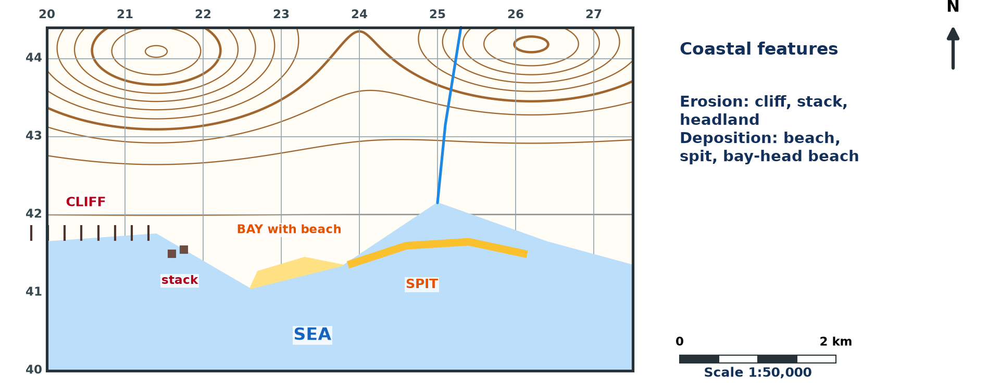 20 21 22 23 24 25 26 27
N
44
43
42
41
40
CLIFF
BAY with beach
stack
SPIT
SEA
Coastal features
Erosion: cliff, stack,
headland
Deposition: beach,
spit, bay-head beach
0 2 km
Scale 1:50,000